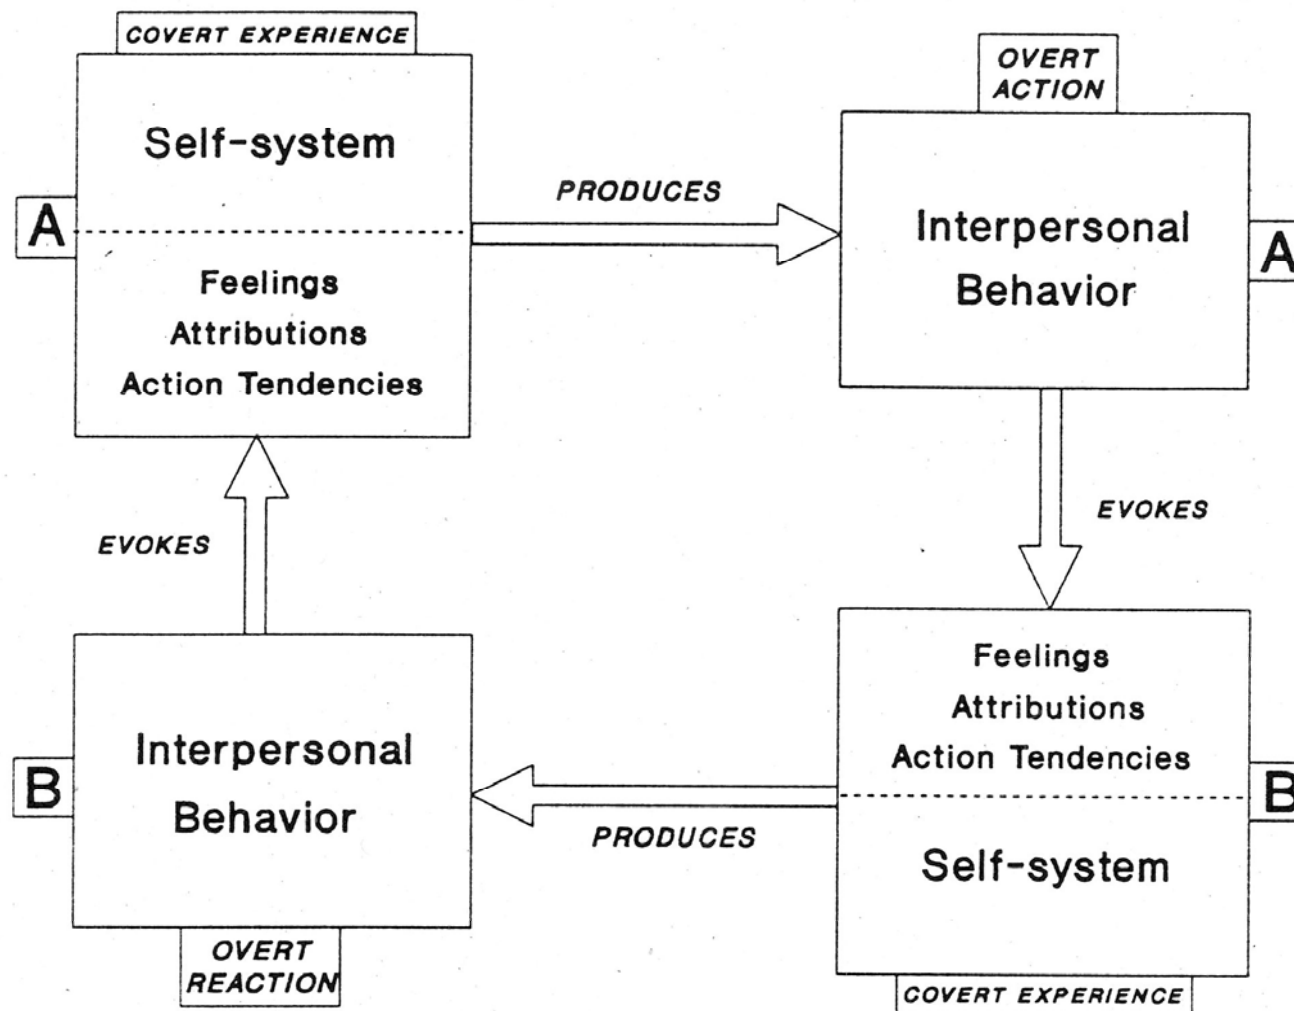 COVERT EXPERIENCE
Self-system
A
Feelings
Attributions
Action Tendencies
PRODUCES
OVERT
ACTION
Interpersonal
Behavior
A
EVOKES
EVOKES
Feelings
Attributions
Action Tendencies
B
Self-system
COVERT EXPERIENCE
PRODUCES
Interpersonal
Behavior
B
OVERT
REACTION